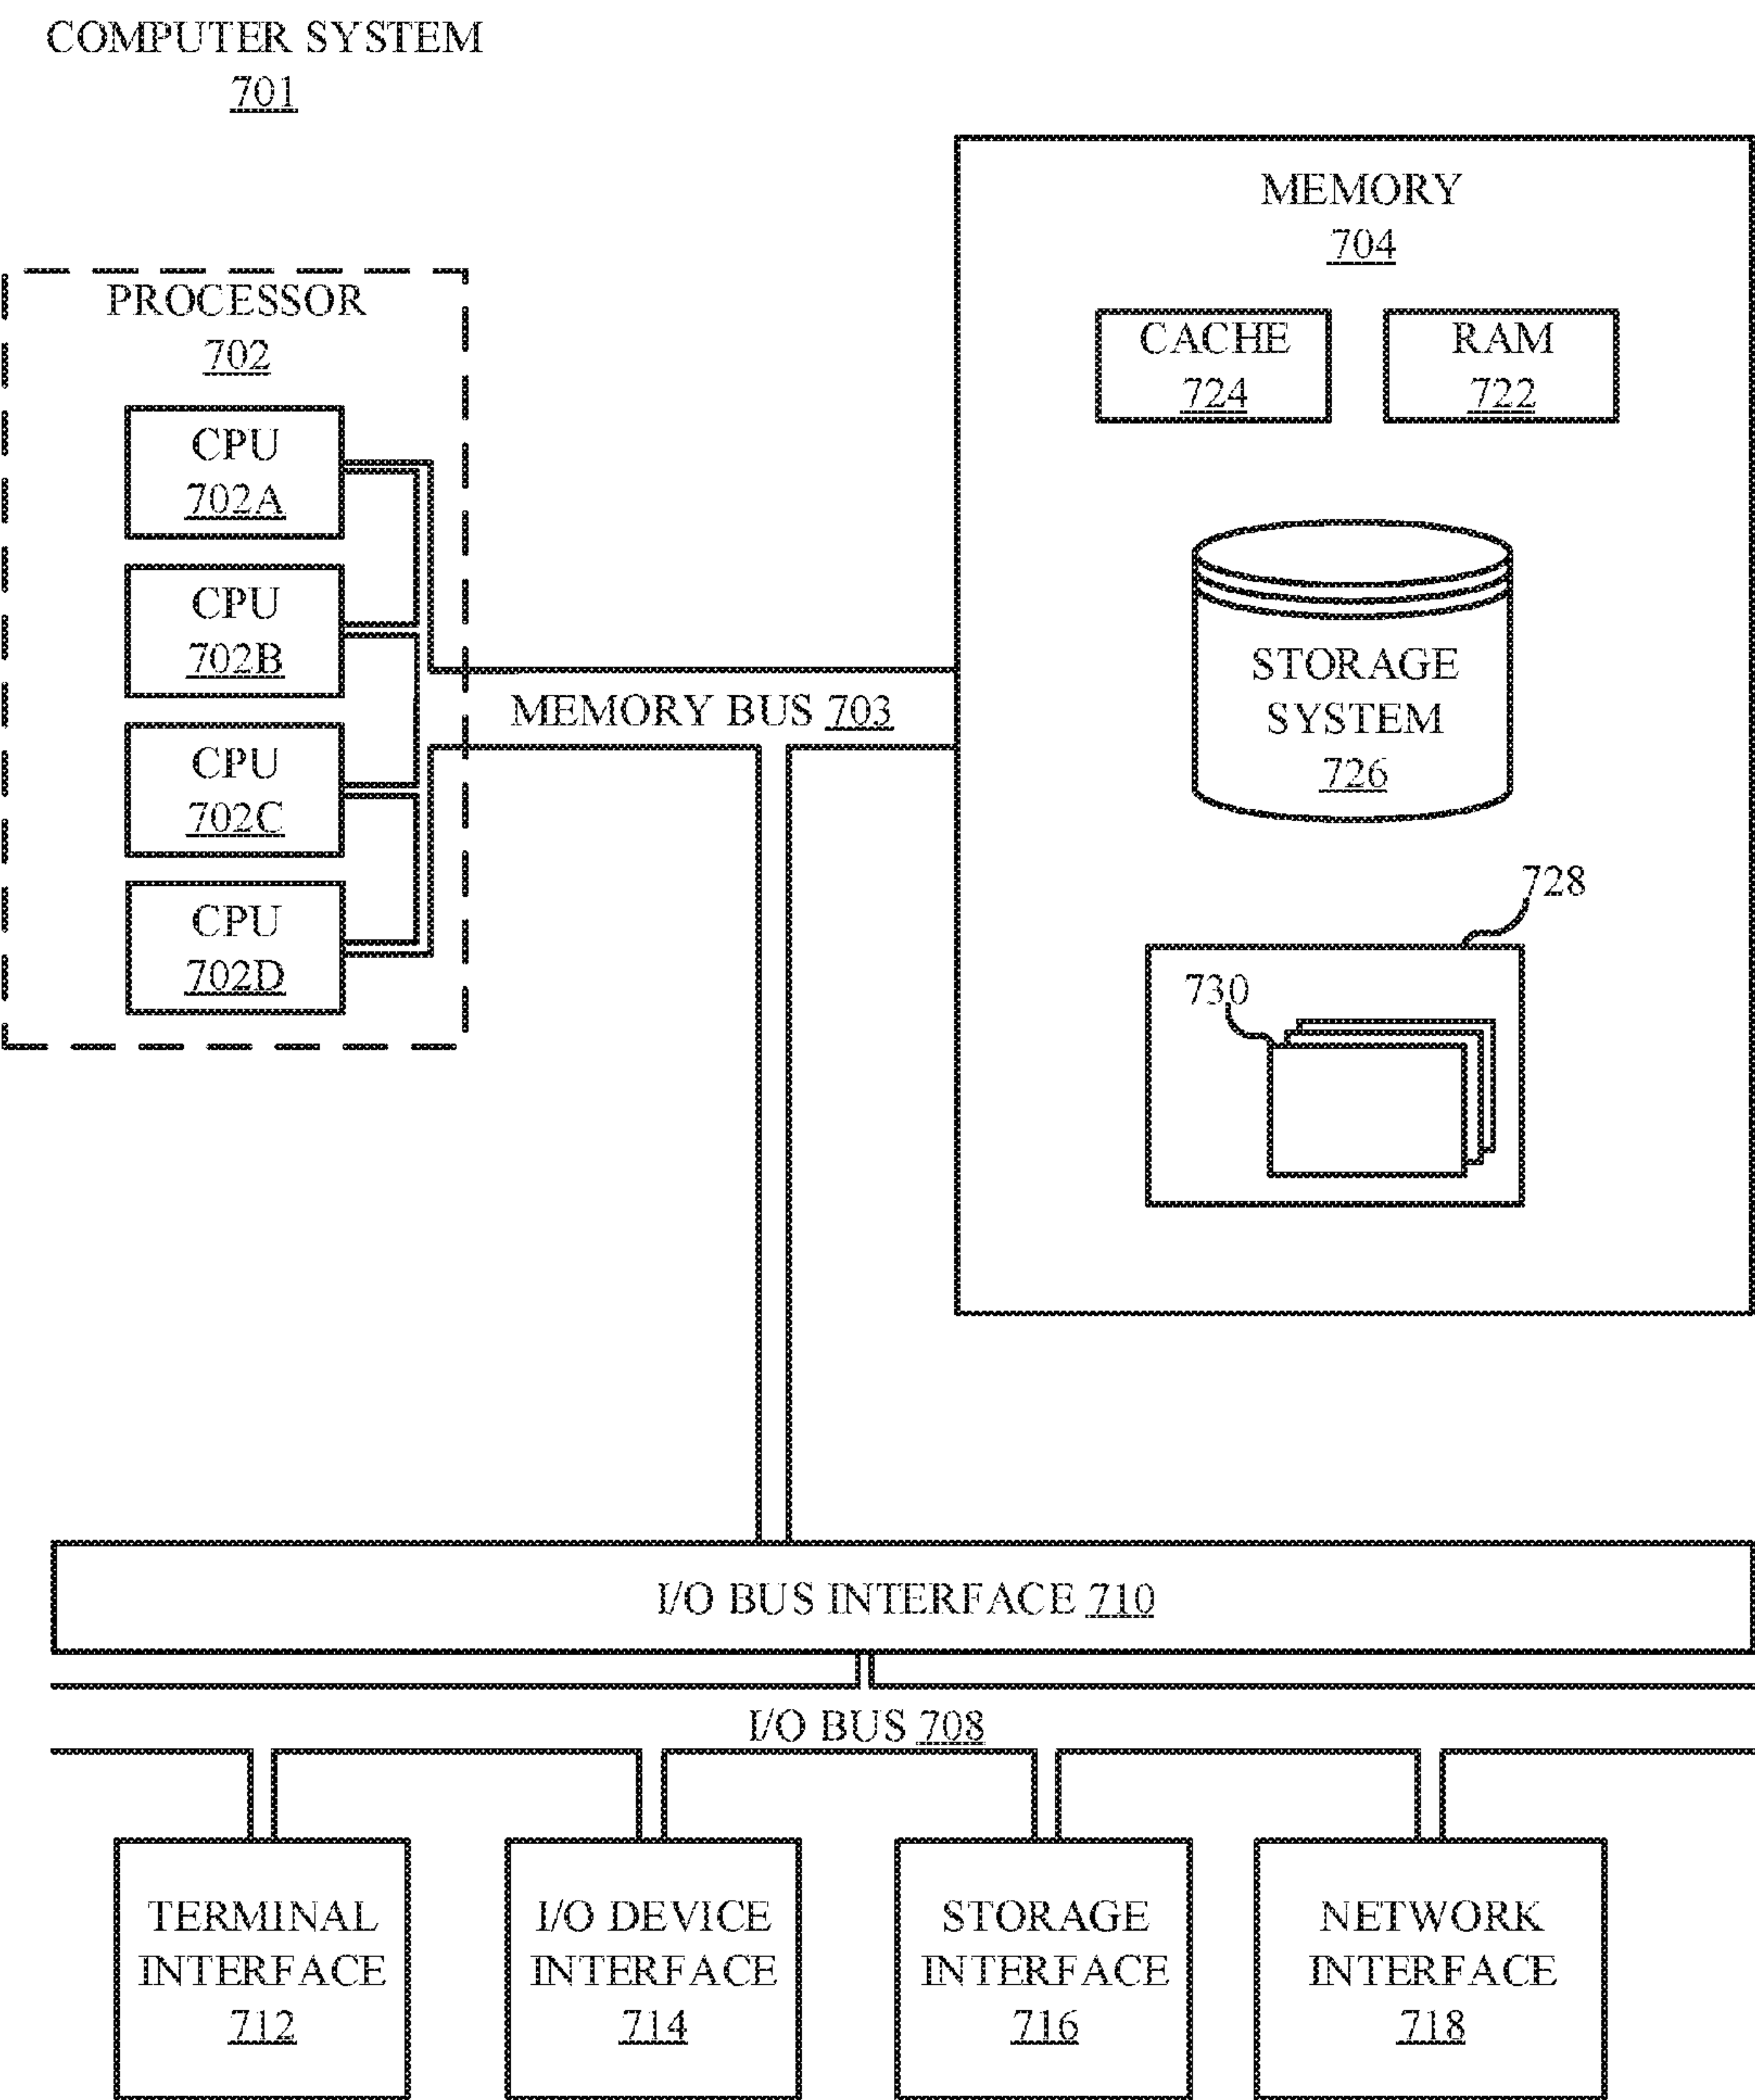 COMPUTER SYSTEM
701
PROCESSOR
702
CPU
702A
CPU
702B
CPU
702C
CPU
702D
MEMORY BUS 703
MEMORY
704
CACHE
724
RAM
722
STORAGE
SYSTEM
726
728
730
I/O BUS INTERFACE 710
I/O BUS 708
TERMINAL
INTERFACE
712
I/O DEVICE
INTERFACE
714
STORAGE
INTERFACE
716
NETWORK
INTERFACE
718